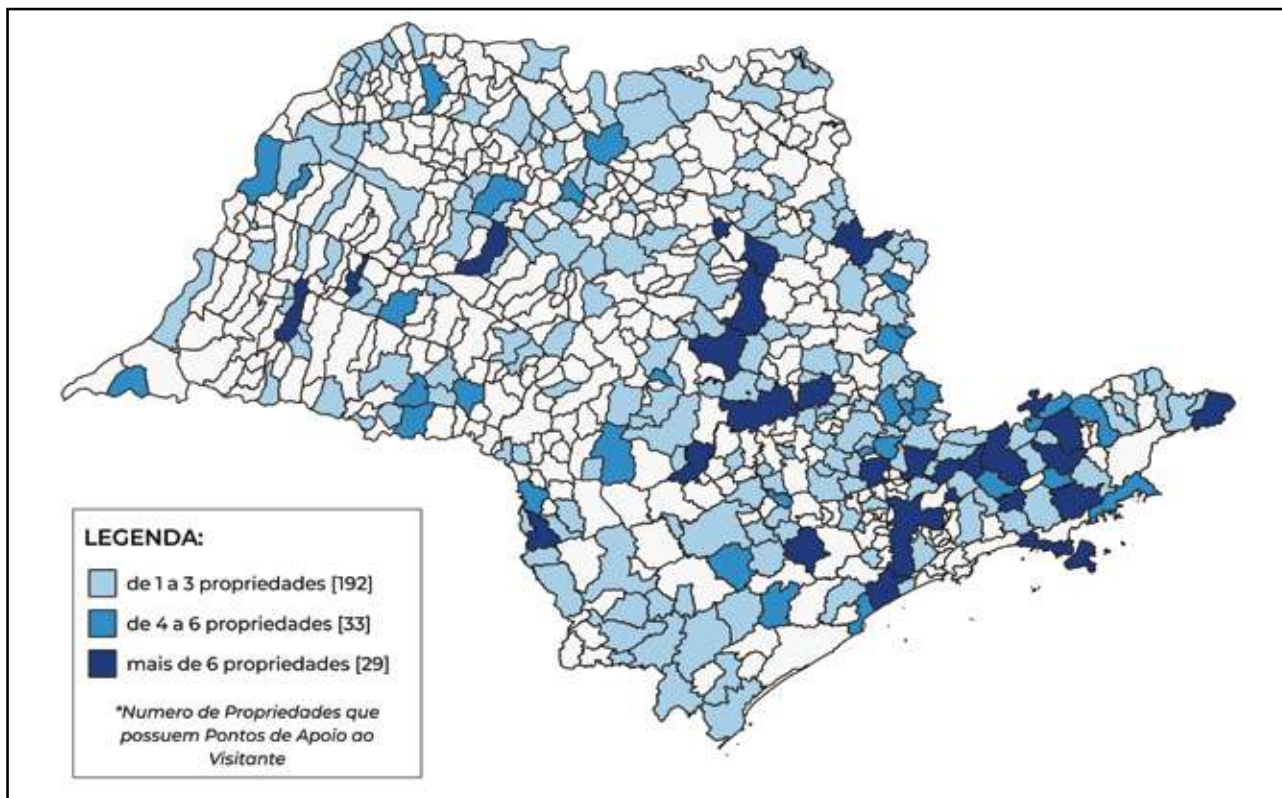 LEGENDA:
de 1 a 3 propriedades [192]
de 4 a 6 propriedades [33]
mais de 6 propriedades [29]
*Numero de Propriedades que
possuem Pontos de Apoio ao
Visitante